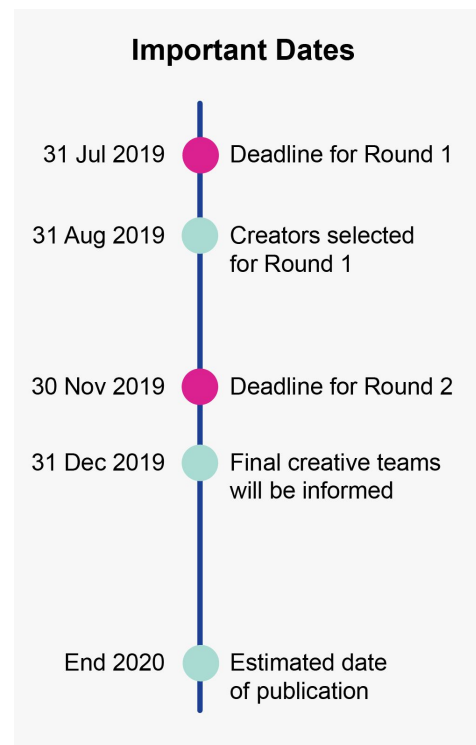 Important Dates
31 Jul 2019 Deadline for Round 1
31 Aug 2019 Creators selected
for Round 1
30 Nov 2019 Deadline for Round 2
31 Dec 2019 Final creative teams
will be informed
End 2020 Estimated date
of publication